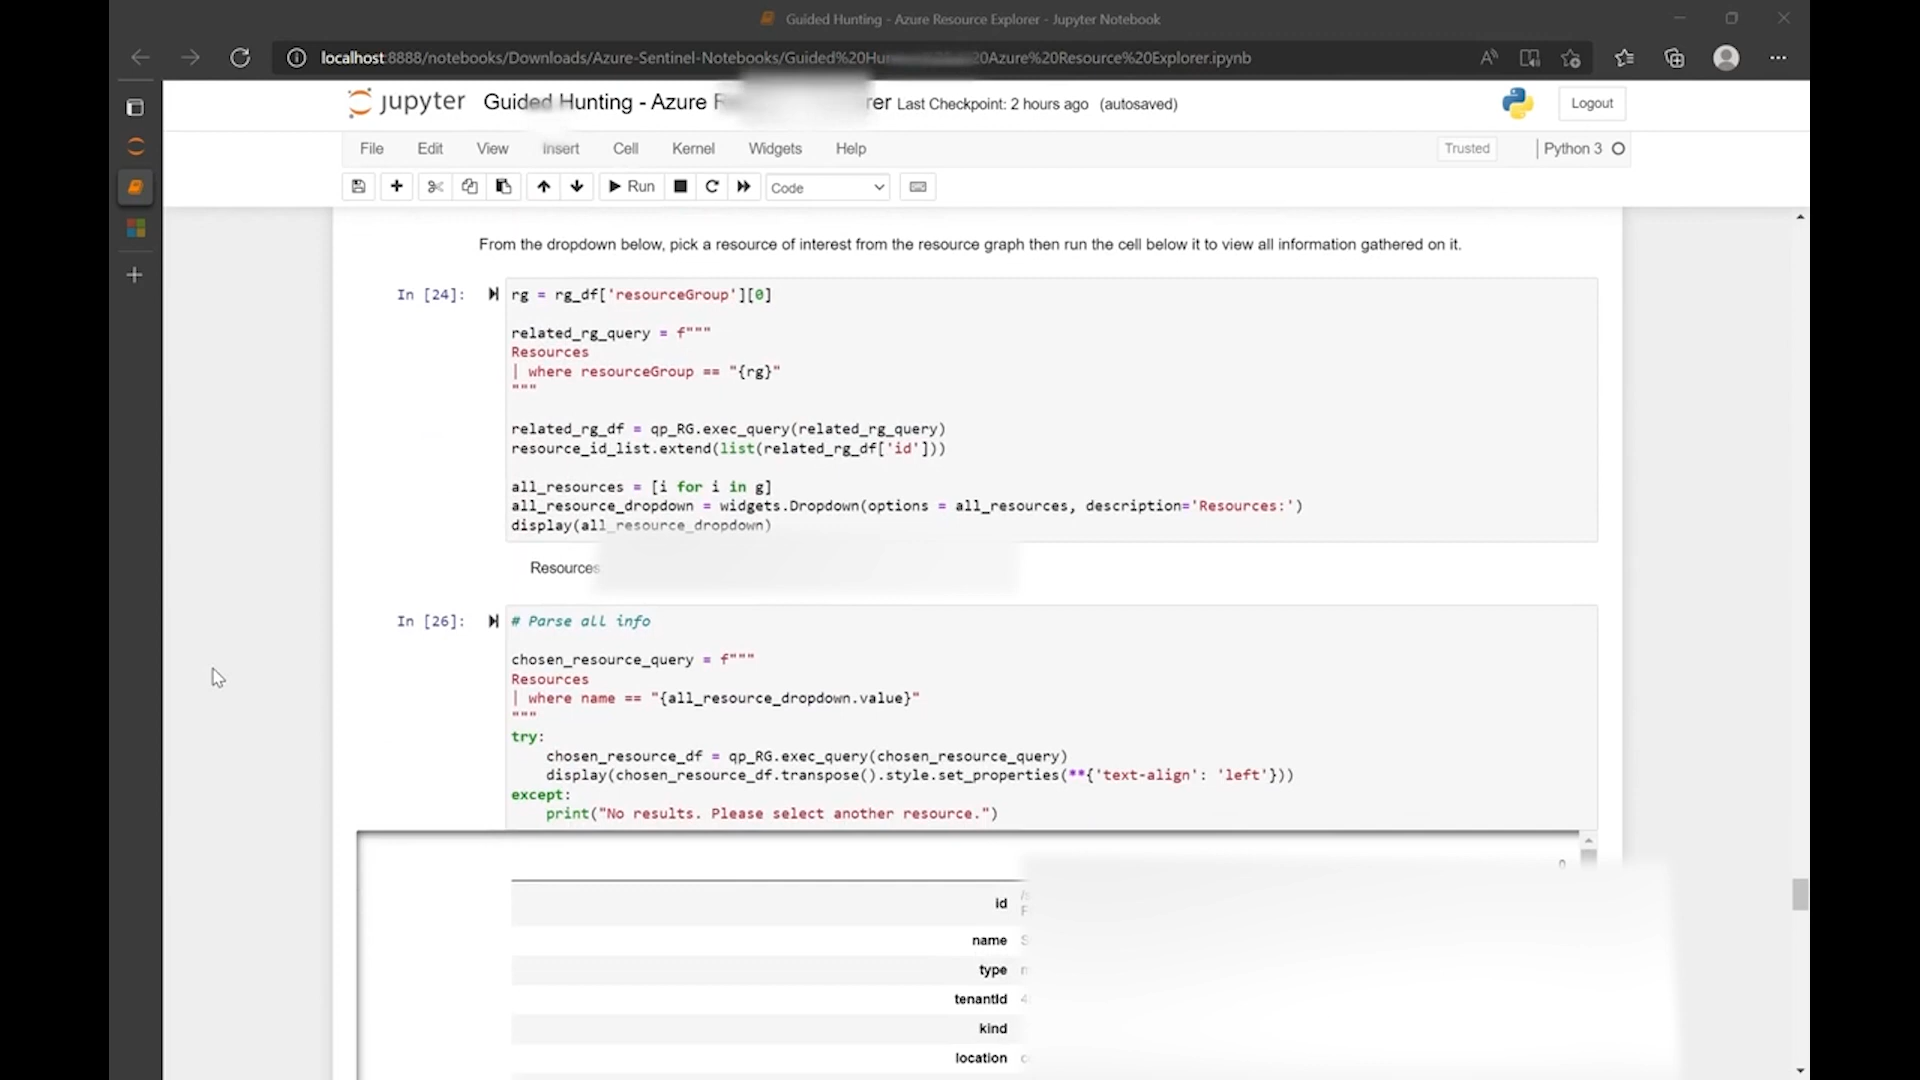 Guided Hunting - Azure Resource Explorer - Jupyter Notebook
localhost:8888/notebooks/Downloads/Azure-Sentinel-Notebooks/Guided%20Hun 20Azure%20Resource%20Explorer.ipynb
jupyter Guided Hunting - Azure R rer Last Checkpoint: 2 hours ago (autosaved) Logout
File Edit View Insert Cell Kernel Widgets Help Trusted Python 3
Run Code
From the dropdown below, pick a resource of interest from the resource graph then run the cell below it to view all information gathered on it.
In [24]: rg = rg_df['resourceGroup'][0]
related_rg_query = f"""
Resources
| where resourceGroup == "{rg}"
"""
related_rg_df = qp_RG.exec_query(related_rg_query)
resource_id_list.extend(list(related_rg_df['id']))
all_resources = [i for i in g]
all_resource_dropdown = widgets.Dropdown(options = all_resources, description='Resources:')
display(all_resource_dropdown)
Resources
In [26]: # Parse all info
chosen_resource_query = f"""
Resources
| where name == "{all_resource_dropdown.value}"
"""
try:
chosen_resource_df = qp_RG.exec_query(chosen_resource_query)
display(chosen_resource_df.transpose().style.set_properties(**{'text-align': 'left'}))
except:
print("No results. Please select another resource.")
0
id
name
type
tenantId
kind
location